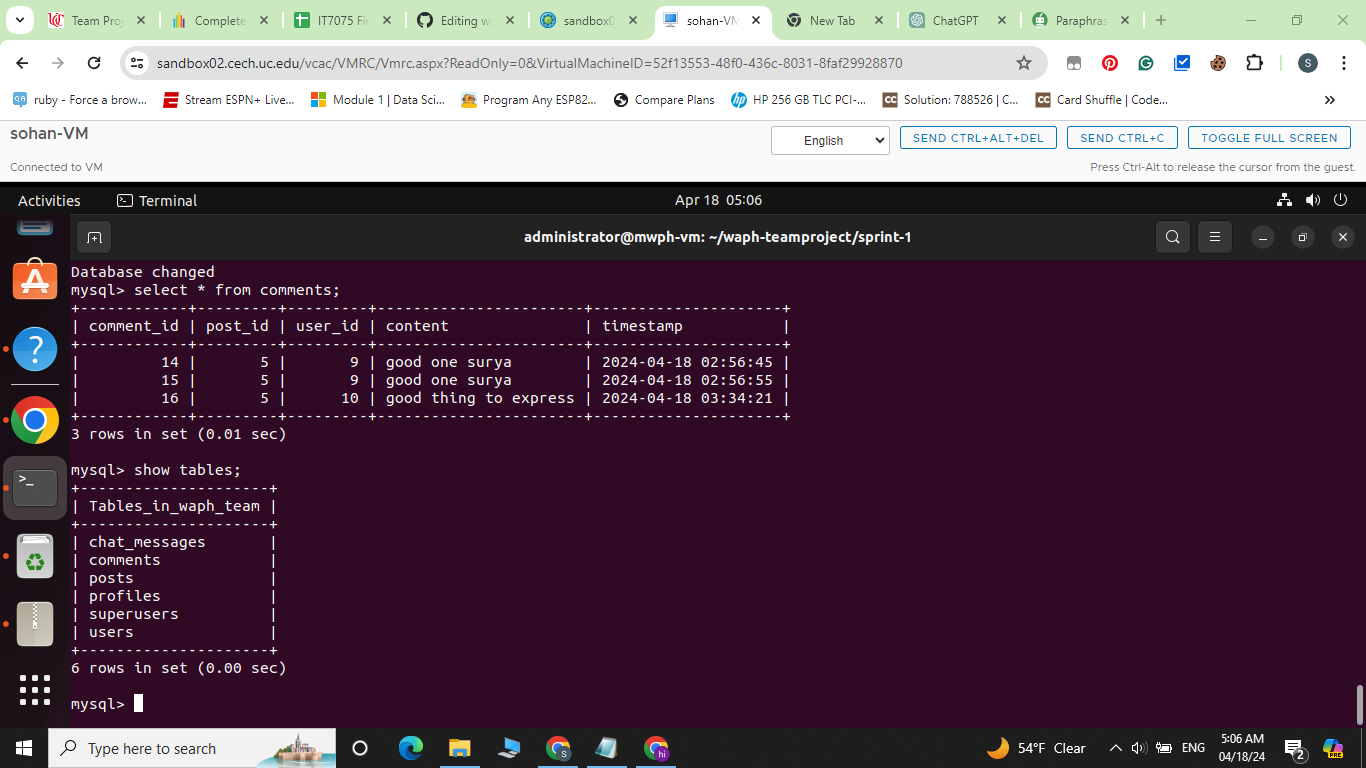 Team Proj
Complete
IT7075 Fi
Editing wa
sandbox0
sohan-VM
New Tab
ChatGPT
Paraphras
sandbox02.cech.uc.edu/vcac/VMRC/Vmrc.aspx?ReadOnly=0&VirtualMachineID=52f13553-48f0-436c-8031-8faf29928870
S
ruby - Force a brow...
Stream ESPN+ Live...
Module 1 | Data Sci...
Program Any ESP82...
Compare Plans
HP 256 GB TLC PCI-...
Solution: 788526 | C...
Card Shuffle | Code...
sohan-VM
English
SEND CTRL+ALT+DEL
SEND CTRL+C
TOGGLE FULL SCREEN
Connected to VM
Press Ctrl-Alt to release the cursor from the guest.
Activities
Terminal
Apr 18 05:06
administrator@mwph-vm: ~/waph-teamproject/sprint-1
Database changed
mysql> select * from comments;
+------------+---------+---------+-----------------------+---------------------+
| comment_id | post_id | user_id | content               | timestamp           |
+------------+---------+---------+-----------------------+---------------------+
|         14 |       5 |       9 | good one surya        | 2024-04-18 02:56:45 |
|         15 |       5 |       9 | good one surya        | 2024-04-18 02:56:55 |
|         16 |       5 |      10 | good thing to express | 2024-04-18 03:34:21 |
+------------+---------+---------+-----------------------+---------------------+
3 rows in set (0.01 sec)
mysql> show tables;
+---------------------+
| Tables_in_waph_team |
+---------------------+
| chat_messages       |
| comments            |
| posts               |
| profiles            |
| superusers          |
| users               |
+---------------------+
6 rows in set (0.00 sec)
mysql>
Type here to search
54°F Clear
ENG
5:06 AM
04/18/24
2